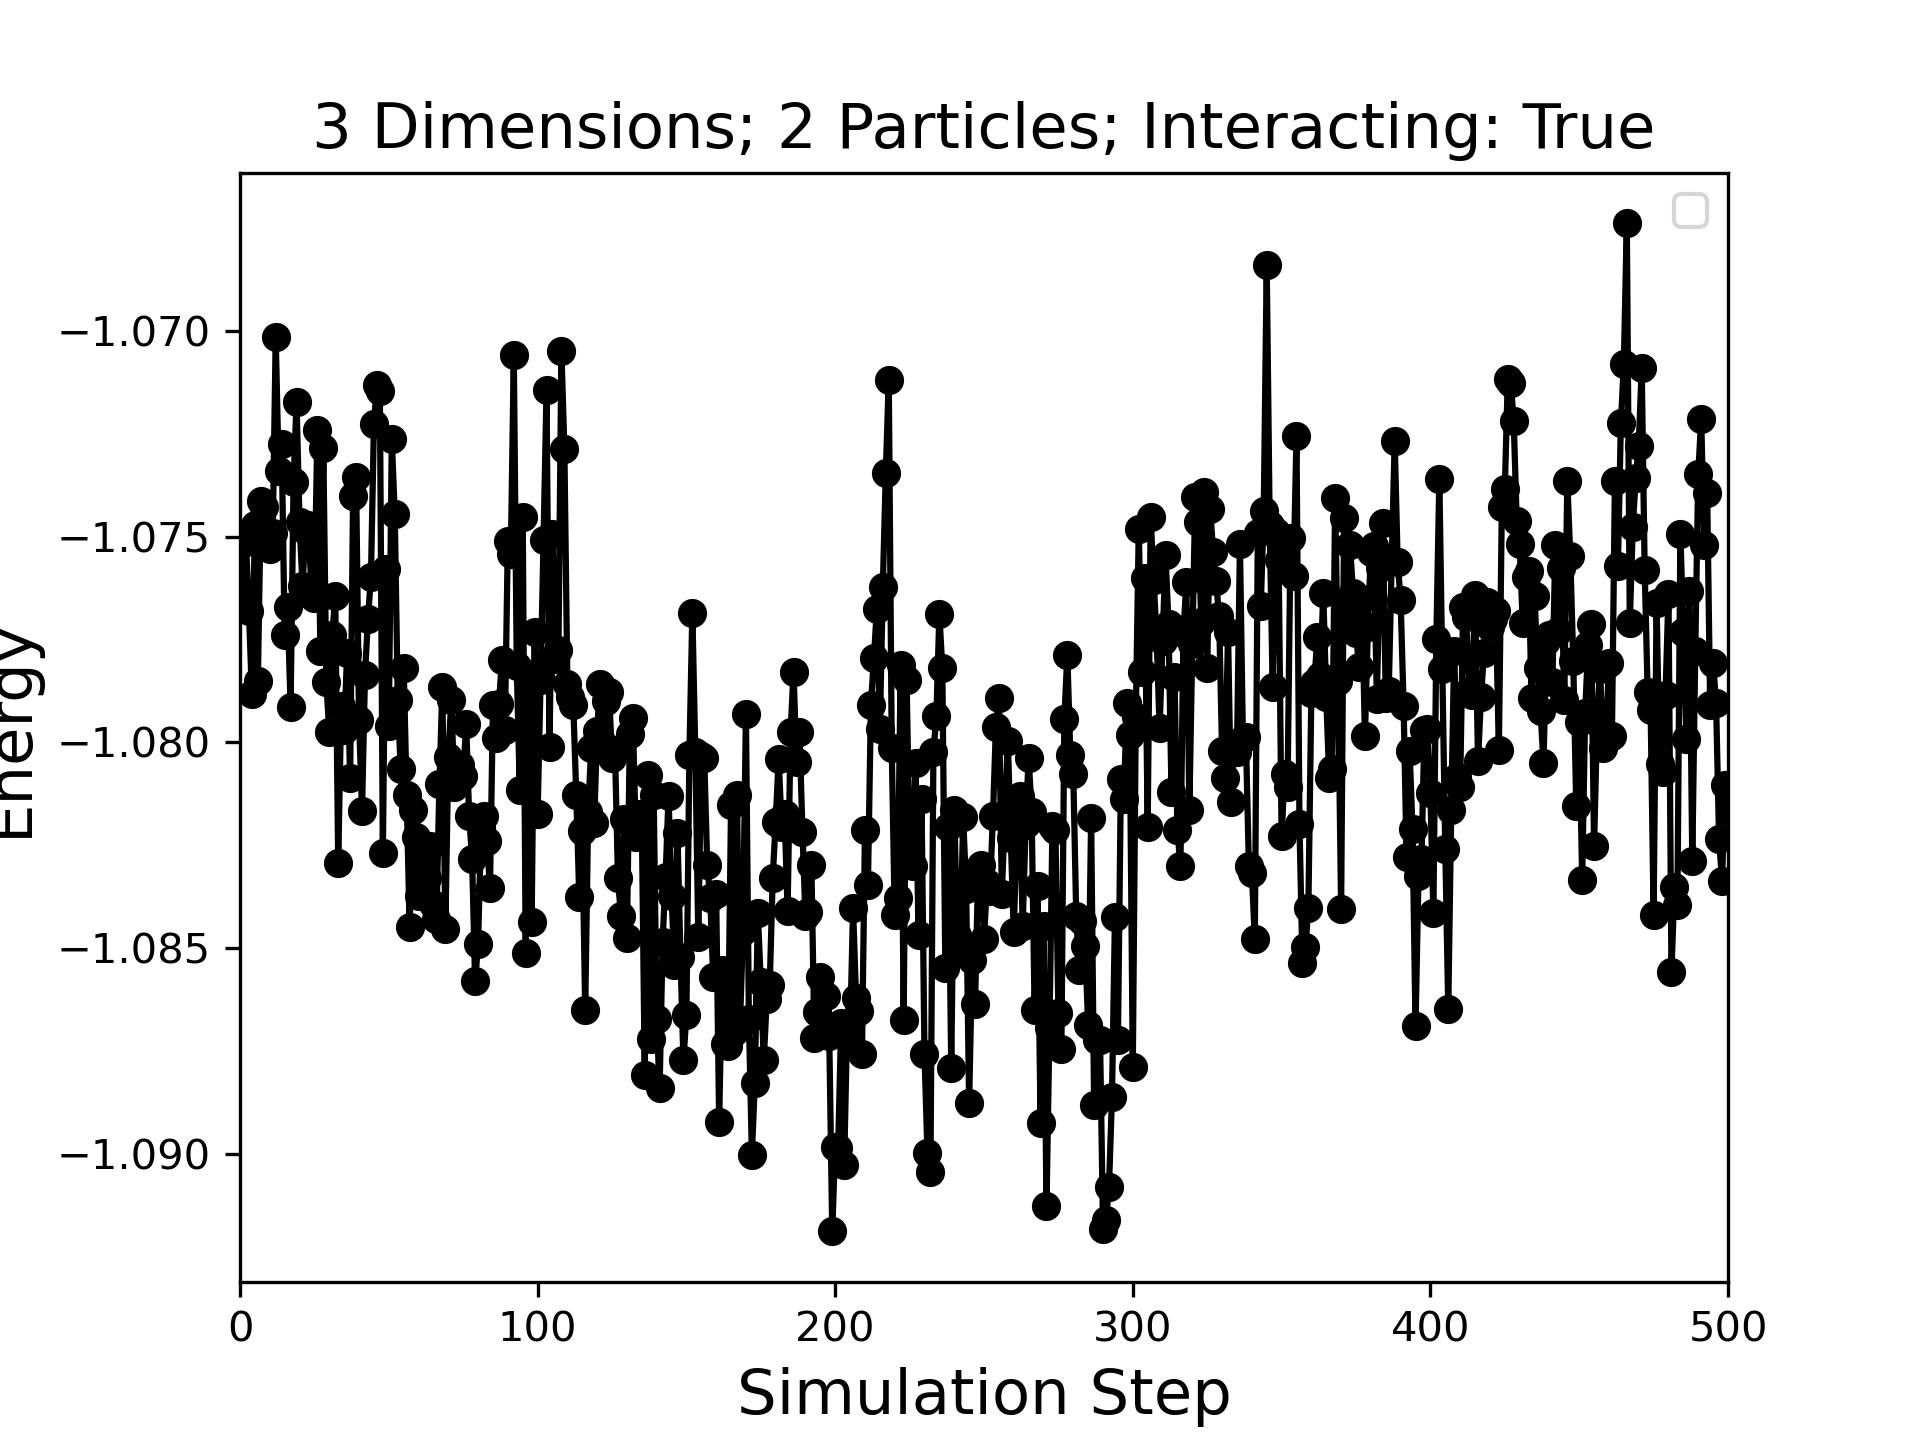 3 Dimensions; 2 Particles; Interacting: True
Energy
−1.070
−1.075
−1.080
−1.085
−1.090
0 100 200 300 400 500
Simulation Step